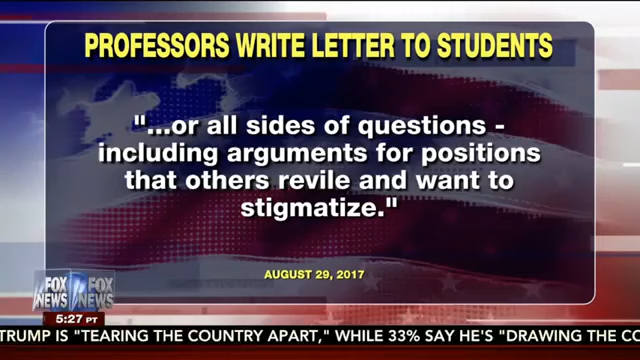 PROFESSORS WRITE LETTER TO STUDENTS
"...or all sides of questions -
including arguments for positions
that others revile and want to
stigmatize."
AUGUST 29, 2017
FOX NEWS
FOX NEWS
5:27 PT
TRUMP IS "TEARING THE COUNTRY APART," WHILE 33% SAY HE'S "DRAWING THE CO